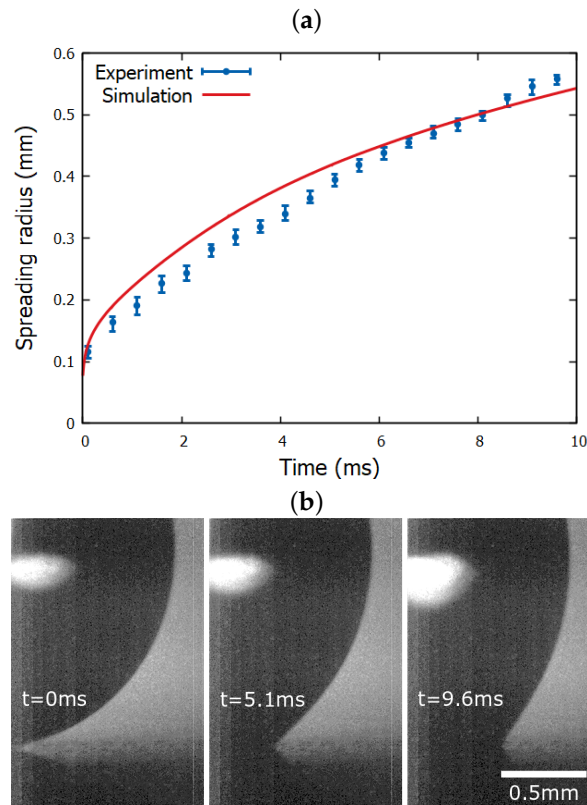 (a)
0.6
0.5
0.4
0.3
0.2
0.1
0
Experiment
Simulation
Spreading radius (mm)
0 2 4 6 8 10
Time (ms)
(b)
t=0ms t=5.1ms t=9.6ms
0.5mm